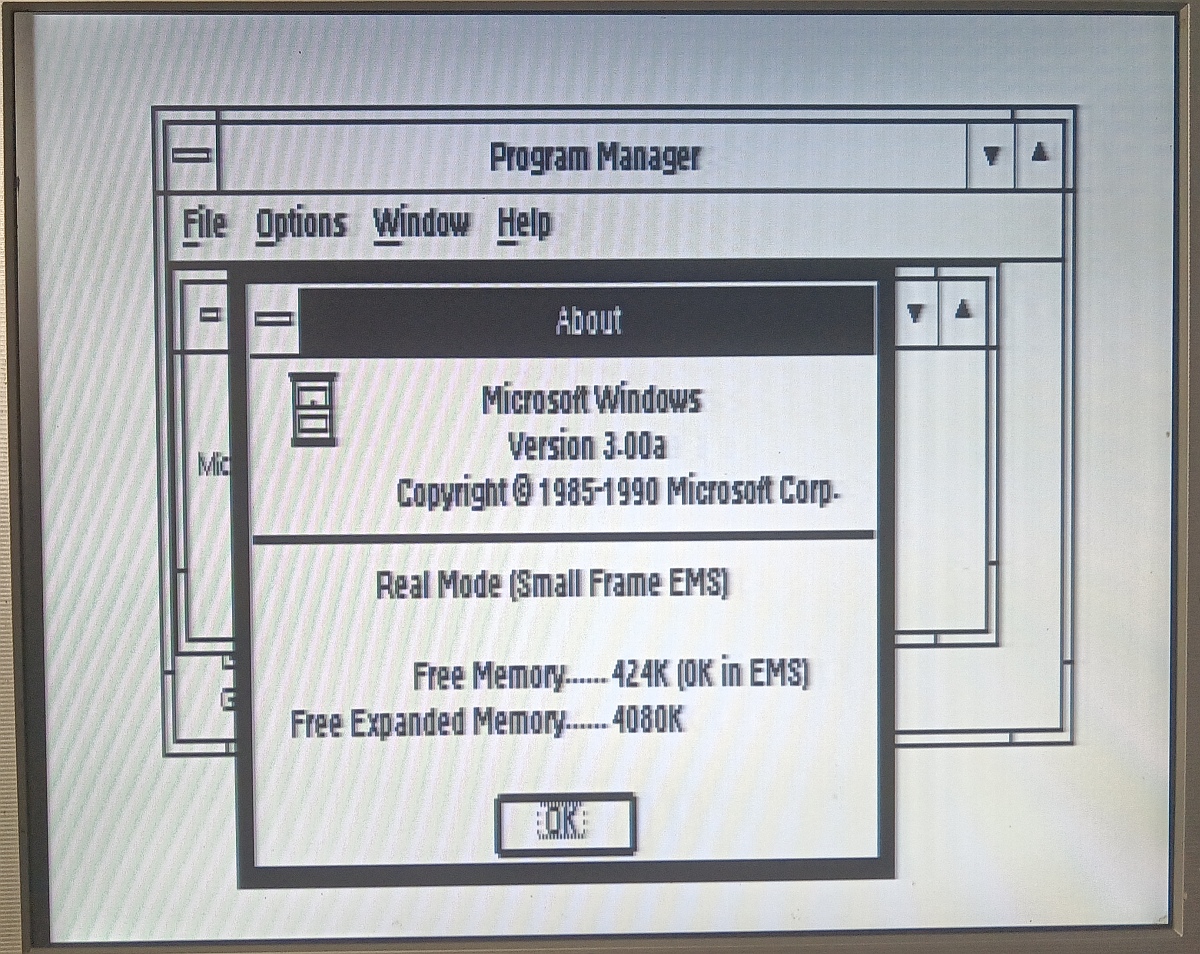 Program Manager
File Options Window Help
About
Microsoft Windows
Version 3.00a
Copyright © 1985-1990 Microsoft Corp.
Mic
Real Mode (Small Frame EMS)
Free Memory...... 424K (0K in EMS)
G
Free Expanded Memory...... 4080K
OK